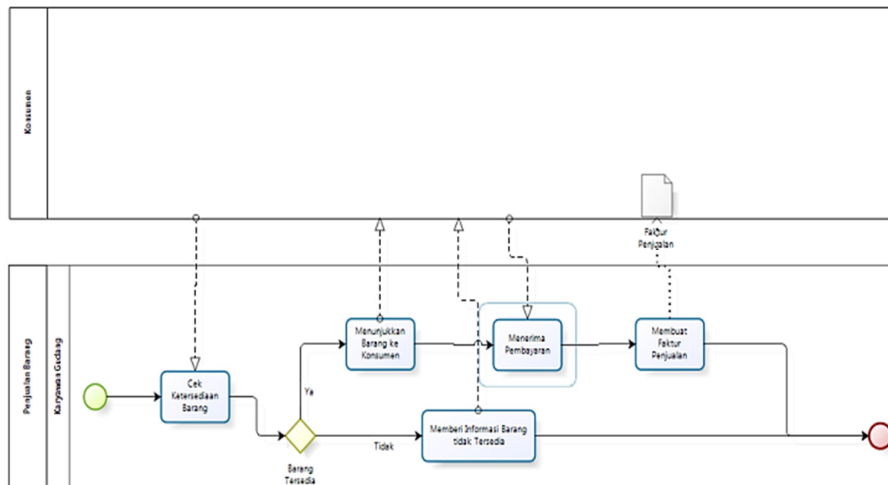 Konsumen
Faktur
Penjualan
Penjualan Barang
Karyawan Gudang
Menunjukkan
Barang ke
Konsumen
Menerima
Pembayaran
Membuat
Faktur
Penjualan
Cek
Ketersediaan
Barang
Ya
Memberi Informasi Barang
tidak Tersedia
Tidak
Barang
Tersedia